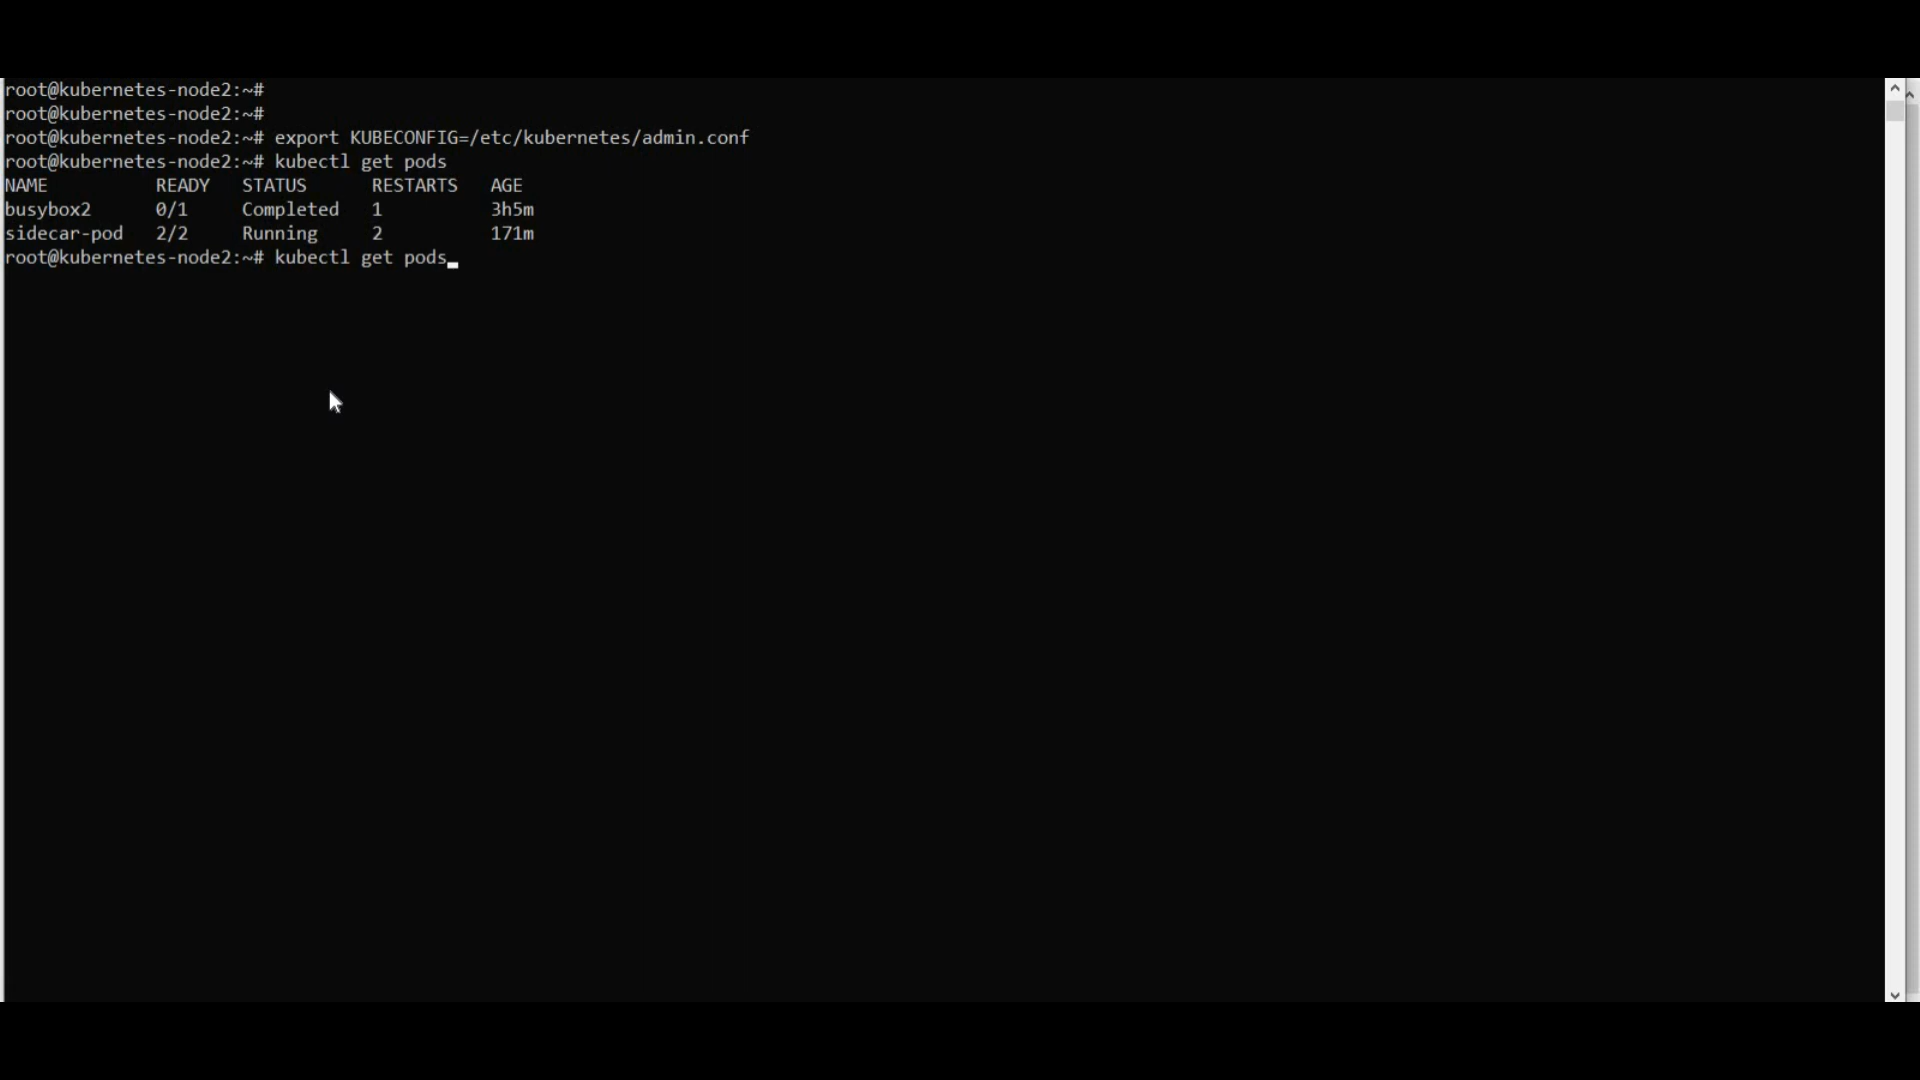 root@kubernetes-node2:~#
root@kubernetes-node2:~#
root@kubernetes-node2:~# export KUBECONFIG=/etc/kubernetes/admin.conf
root@kubernetes-node2:~# kubectl get pods
NAME          READY   STATUS      RESTARTS   AGE
busybox2      0/1     Completed   1          3h5m
sidecar-pod   2/2     Running     2          171m
root@kubernetes-node2:~# kubectl get pods